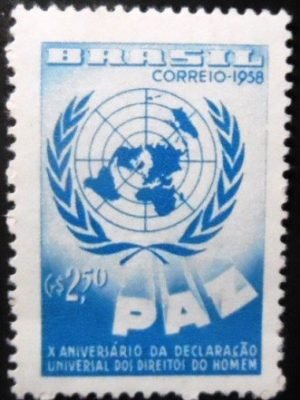 BRASIL
CORREIO-1958
Cr$2,50
PAZ
X ANIVERSÁRIO DA DECLARAÇÃO
UNIVERSAL DOS DIREITOS DO HOMEM